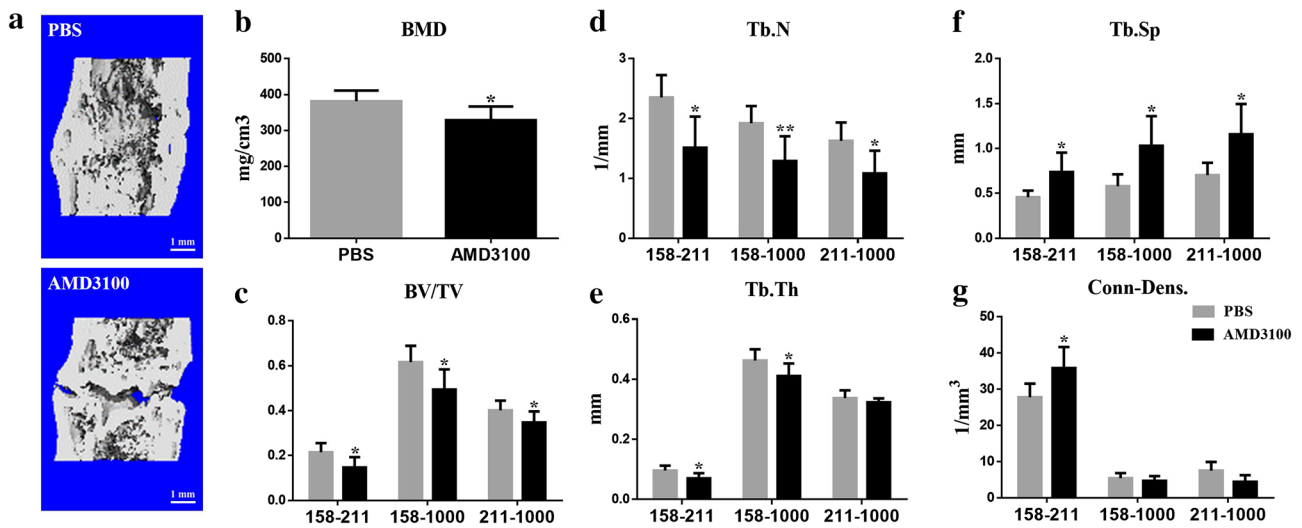 a
PBS
1 mm
AMD3100
1 mm
b
BMD
mg/cm3
500
400
300
200
100
0
*
PBS
AMD3100
c
BV/TV
0.8
0.6
0.4
0.2
0.0
*
*
*
158-211
158-1000
211-1000
d
Tb.N
1/mm
3
2
1
0
*
**
*
158-211
158-1000
211-1000
e
Tb.Th
mm
0.6
0.4
0.2
0.0
*
*
158-211
158-1000
211-1000
f
Tb.Sp
mm
2.0
1.5
1.0
0.5
0.0
*
*
*
158-211
158-1000
211-1000
g
Conn-Dens.
1/mm³
50
40
30
20
10
0
*
PBS
AMD3100
158-211
158-1000
211-1000